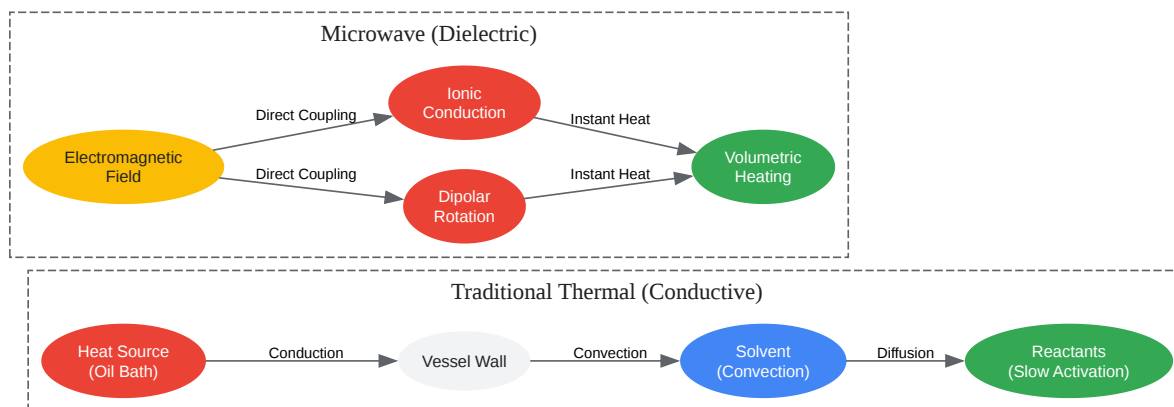 Microwave (Dielectric)
Ionic
Conduction
Direct Coupling
Instant Heat
Electromagnetic
Field
Volumetric
Heating
Direct Coupling
Instant Heat
Dipolar
Rotation
Traditional Thermal (Conductive)
Heat Source
(Oil Bath)
Conduction
Vessel Wall
Convection
Solvent
(Convection)
Diffusion
Reactants
(Slow Activation)